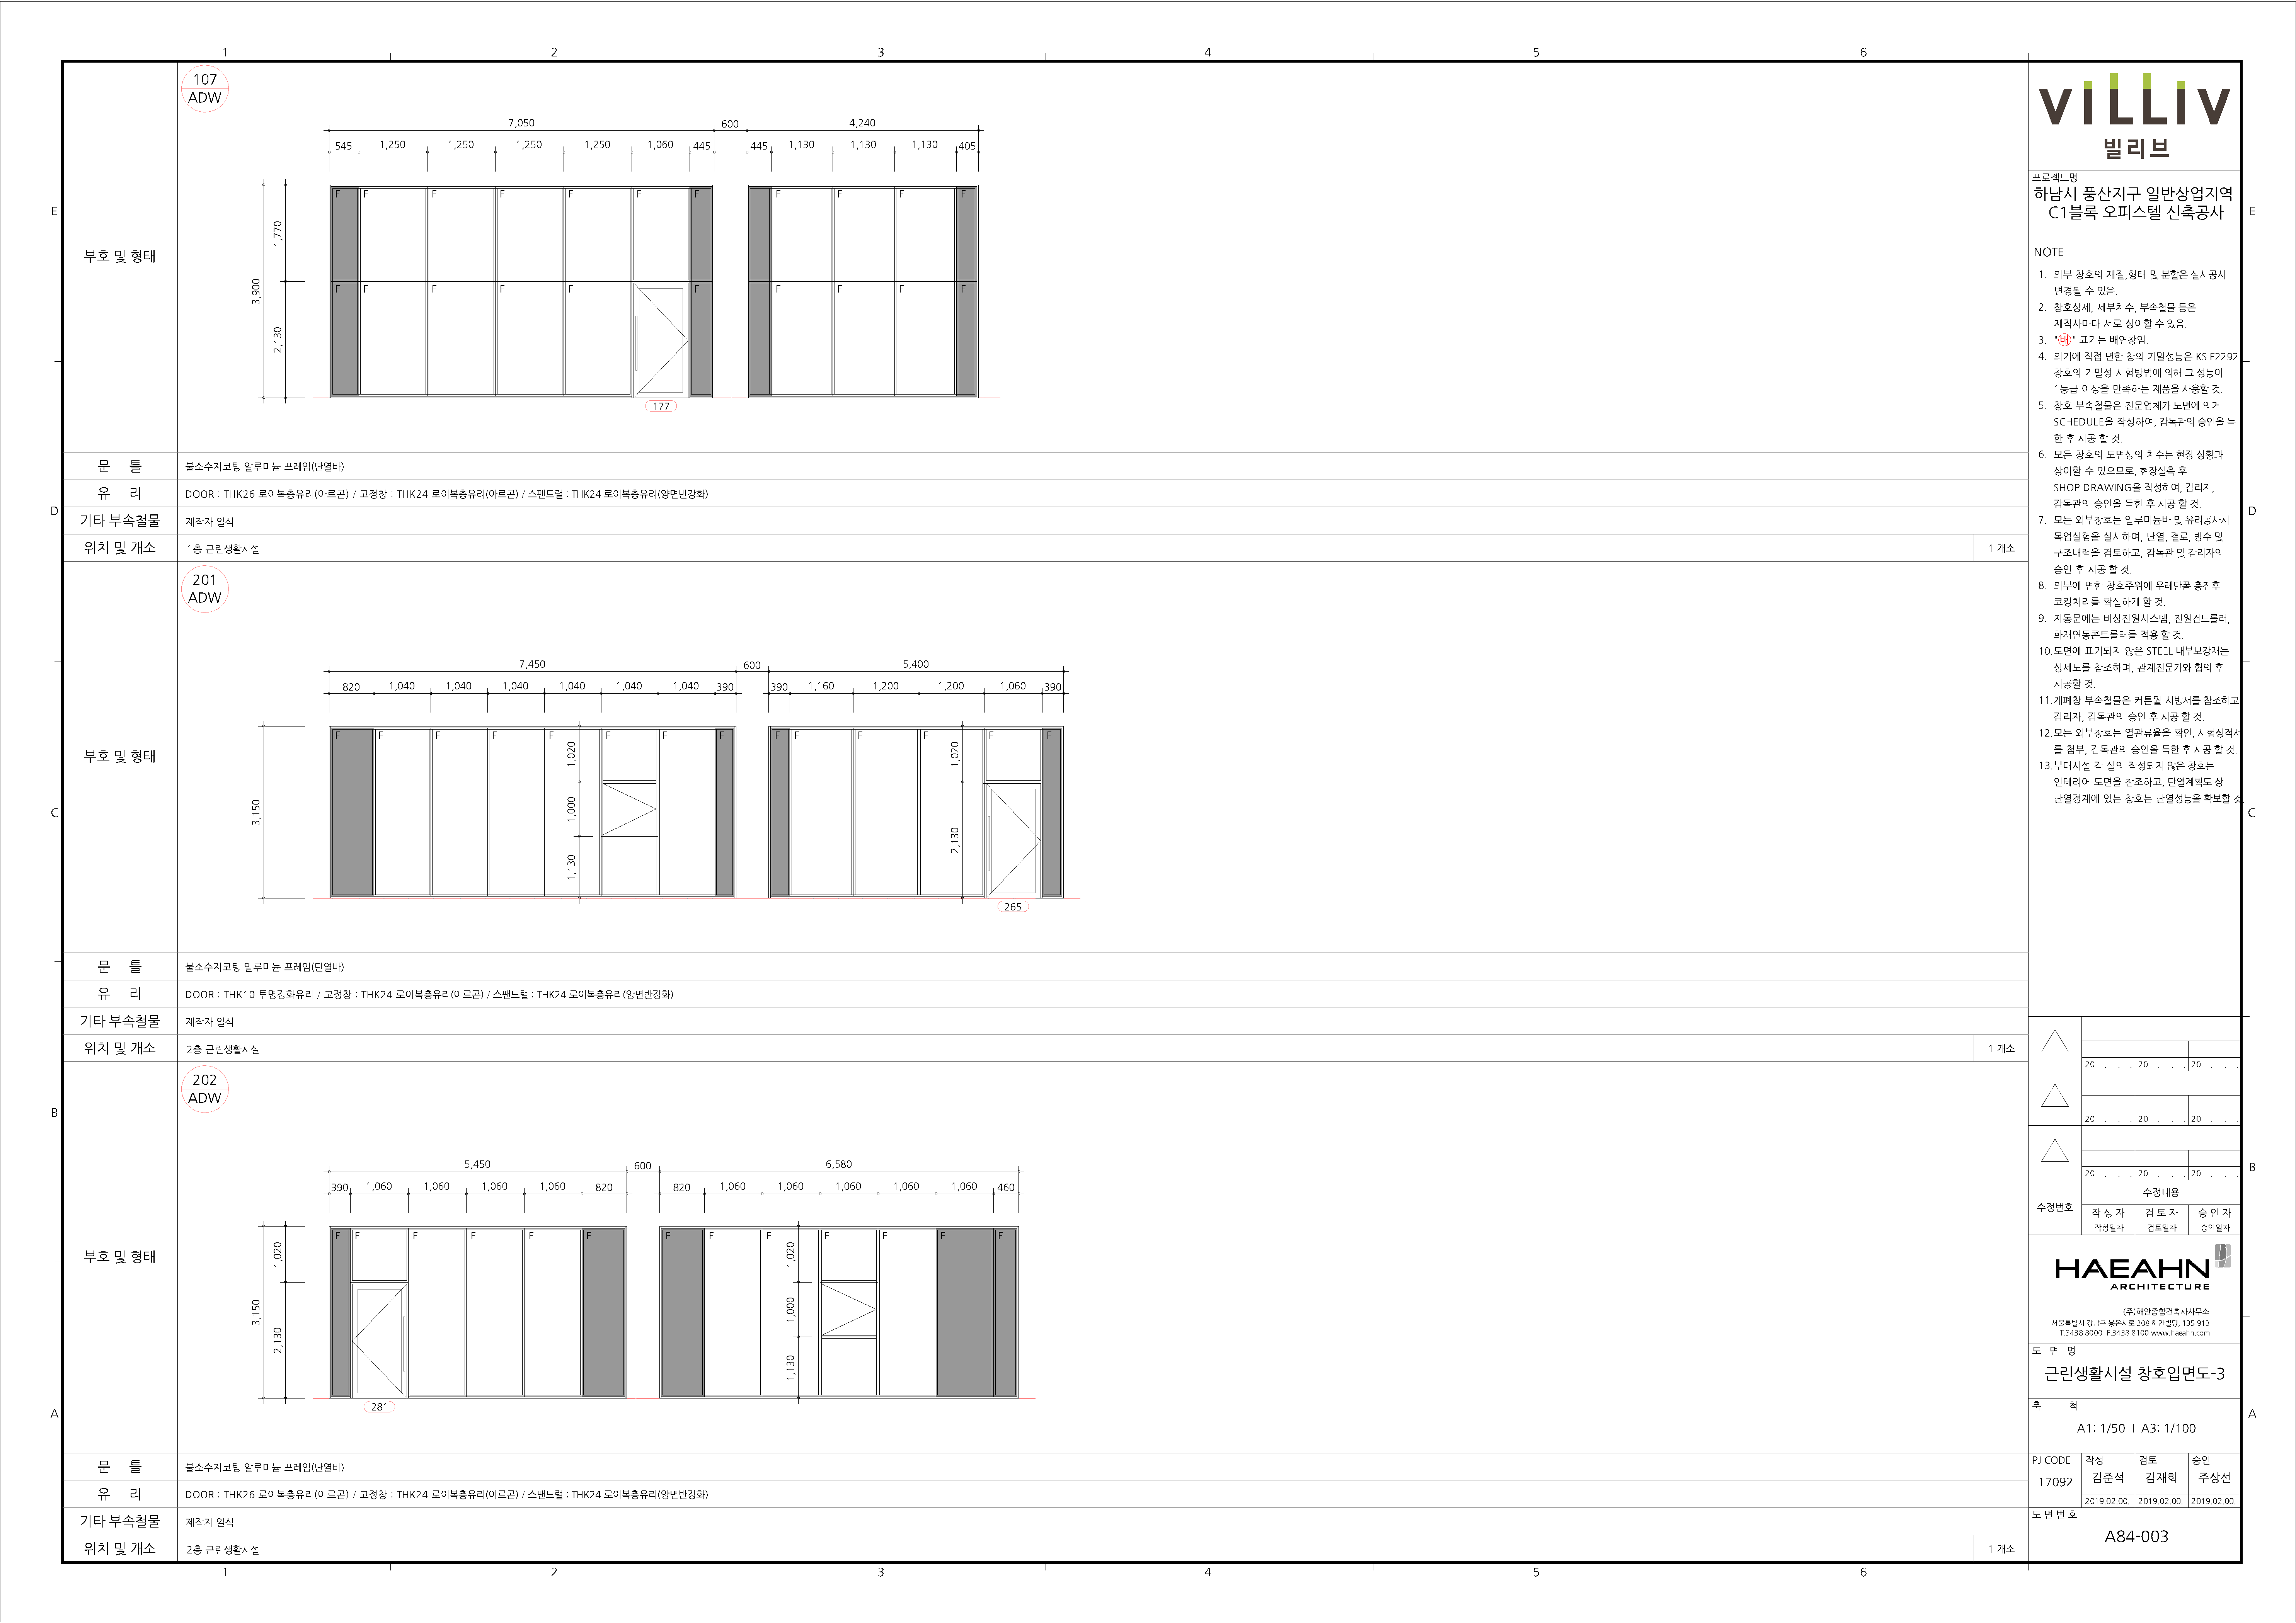 1 2 3 4 5 6
107
ADW
7,050 600 4,240
545 1,250 1,250 1,250 1,250 1,060 445 445 1,130 1,130 1,130 405
F F F F F F F F F F F F
1,770
3,900
부호 및 형태
F F F F F F F F F F F
2,130
177
문 틀 불소수지코팅 알루미늄 프레임(단열바)
유 리 DOOR : THK26 로이복층유리(아르곤) / 고정창 : THK24 로이복층유리(아르곤) / 스팬드럴 : THK24 로이복층유리(양면반강화)
기타 부속철물 제작자 일식
위치 및 개소 1층 근린생활시설 1 개소
201
ADW
7,450 600 5,400
820 1,040 1,040 1,040 1,040 1,040 1,040 390 390 1,160 1,200 1,200 1,060 390
F F F F F F F F F F F F F F
1,020 1,020
부호 및 형태
3,150
1,000
2,130
1,130
265
문 틀 불소수지코팅 알루미늄 프레임(단열바)
유 리 DOOR : THK10 투명강화유리 / 고정창 : THK24 로이복층유리(아르곤) / 스팬드럴 : THK24 로이복층유리(양면반강화)
기타 부속철물 제작자 일식
위치 및 개소 2층 근린생활시설 1 개소
202
ADW
5,450 600 6,580
390 1,060 1,060 1,060 1,060 820 820 1,060 1,060 1,060 1,060 1,060 460
F F F F F F F F F F F F F
1,020 1,020
부호 및 형태
3,150
1,000
2,130
1,130
281
문 틀 불소수지코팅 알루미늄 프레임(단열바)
유 리 DOOR : THK26 로이복층유리(아르곤) / 고정창 : THK24 로이복층유리(아르곤) / 스팬드럴 : THK24 로이복층유리(양면반강화)
기타 부속철물 제작자 일식
위치 및 개소 2층 근린생활시설 1 개소
1 2 3 4 5 6
E
D
C
B
A
E
D
C
B
A
VILLIV
빌리브
프로젝트명
하남시 풍산지구 일반상업지역
C1블록 오피스텔 신축공사
NOTE
1. 외부 창호의 재질,형태 및 분할은 실시공시
변경될 수 있음.
2. 창호상세, 세부치수, 부속철물 등은
제작사마다 서로 상이할 수 있음.
3. "배" 표기는 배연창임.
4. 외기에 직접 면한 창의 기밀성능은 KS F2292
창호의 기밀성 시험방법에 의해 그 성능이
1등급 이상을 만족하는 제품을 사용할 것.
5. 창호 부속철물은 전문업체가 도면에 의거
SCHEDULE을 작성하여, 감독관의 승인을 득
한 후 시공 할 것.
6. 모든 창호의 도면상의 치수는 현장 상황과
상이할 수 있으므로, 현장실측 후
SHOP DRAWING을 작성하여, 감리자,
감독관의 승인을 득한 후 시공 할 것.
7. 모든 외부창호는 알루미늄바 및 유리공사시
목업실험을 실시하며, 단열, 결로, 방수 및
구조내력을 검토하고, 감독관 및 감리자의
승인 후 시공 할 것.
8. 외부에 면한 창호주위에 우레탄폼 충진후
코킹처리를 확실하게 할 것.
9. 자동문에는 비상전원시스템, 전원컨트롤러,
화재연동콘트롤러를 적용 할 것.
10.도면에 표기되지 않은 STEEL 내부보강재는
상세도를 참조하며, 관계전문가와 협의 후
시공할 것.
11.개폐창 부속철물은 커튼월 시방서를 참조하고
감리자, 감독관의 승인 후 시공 할 것.
12.모든 외부창호는 열관류율을 확인, 시험성적서
를 첨부, 감독관의 승인을 득한 후 시공 할 것.
13.부대시설 각 실의 작성되지 않은 창호는
인테리어 도면을 참조하고, 단열계획도 상
단열경계에 있는 창호는 단열성능을 확보할 것.
20 . . . 20 . . . 20 . . .
20 . . . 20 . . . 20 . . .
20 . . . 20 . . . 20 . . .
수정번호
수정내용
작 성 자 검 토 자 승 인 자
작성일자 검토일자 승인일자
HAEAHN
ARCHITECTURE
(주)해안종합건축사사무소
서울특별시 강남구 봉은사로 208 해안빌딩, 135-913
T.3438 8000 F.3438 8100 www.haeahn.com
도 면 명
근린생활시설 창호입면도-3
축 척
A1: 1/50 I A3: 1/100
PJ CODE 작성 검토 승인
17092 김준석 김재희 주상선
2019.02.00. 2019.02.00. 2019.02.00.
도 면 번 호
A84-003